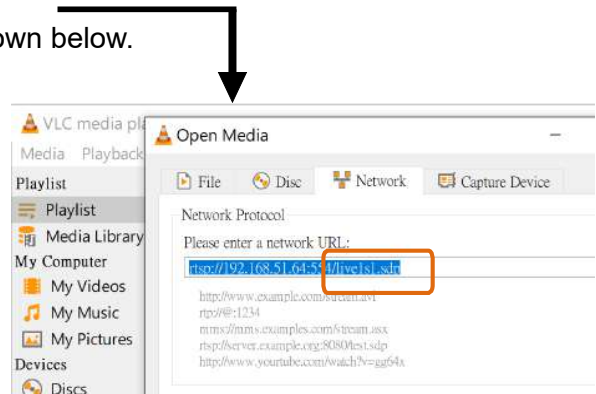 own below.
VLC media pla
Open Media
Media Playback
File Disc Network Capture Device
Playlist
Network Protocol
Playlist
Please enter a network URL:
Media Library
rtsp://192.168.51.64:554/live1s1.sdp
My Computer
http://www.example.com/stream.avi
My Videos
rtp://@:1234
My Music
mms://mms.examples.com/stream.asx
My Pictures
rtsp://server.example.org:8080/test.sdp
Devices
http://www.yourtube.com/watch?v=gg64x
Discs